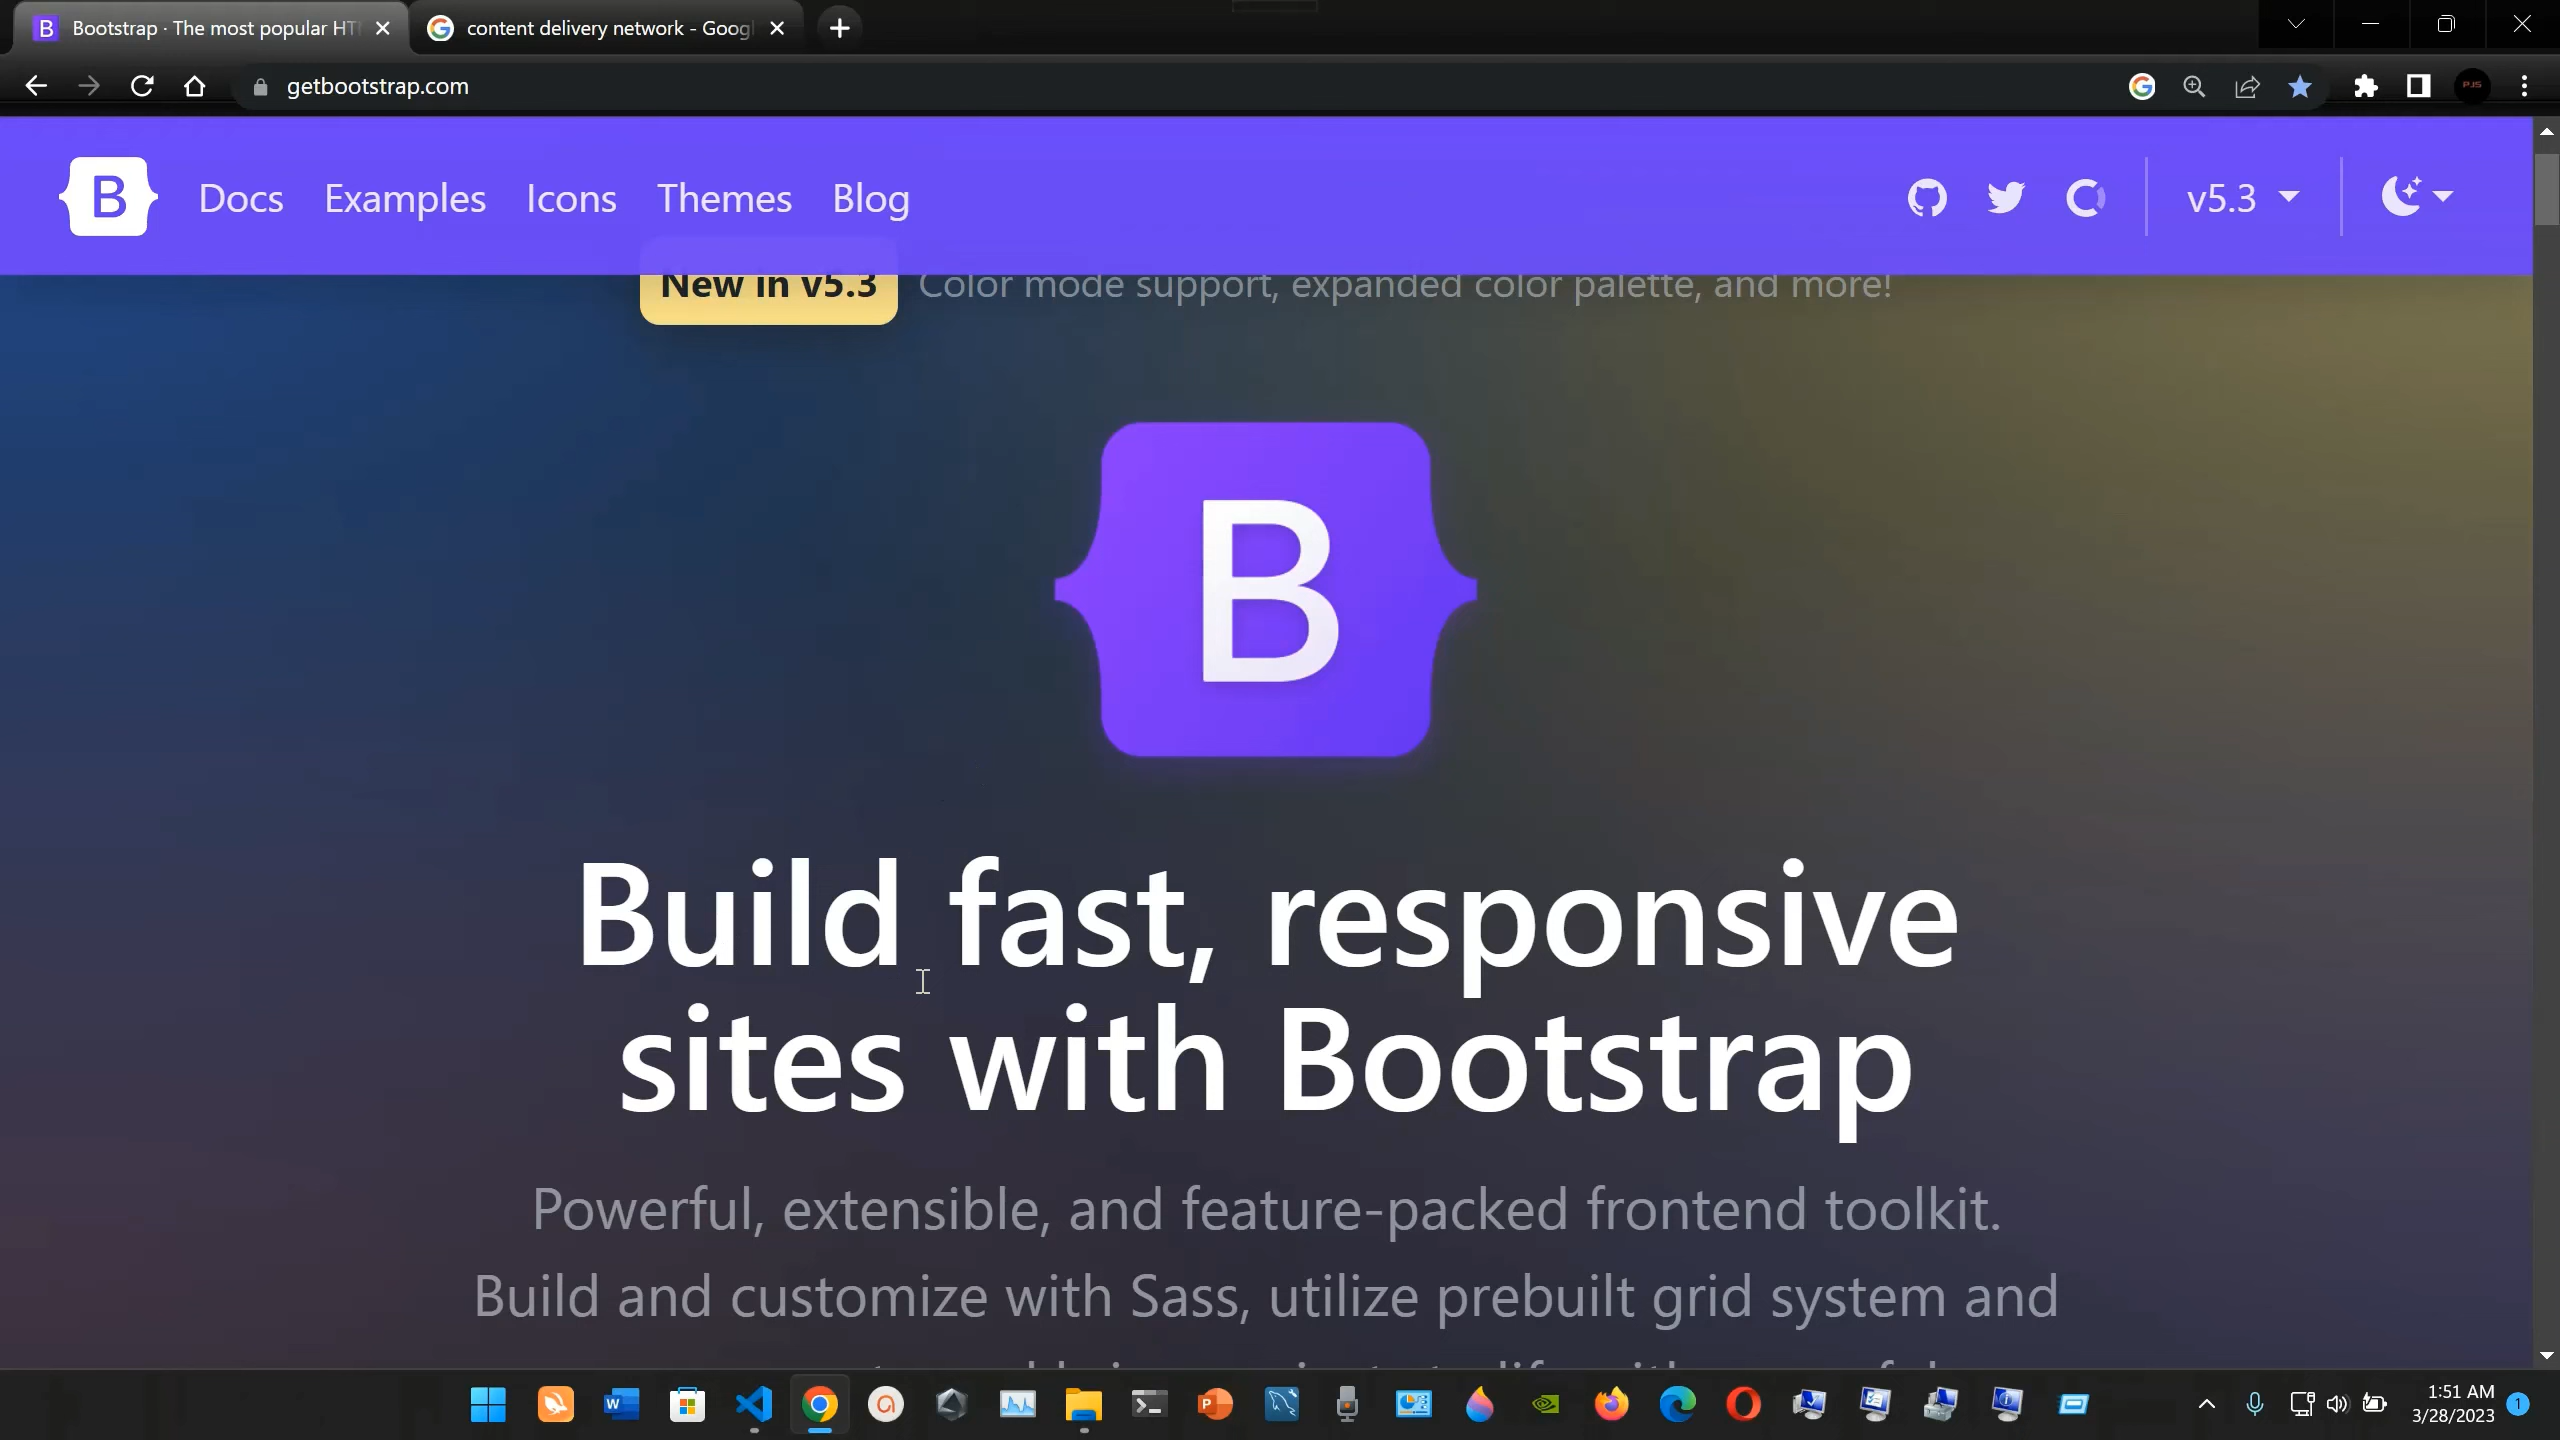 Bootstrap · The most popular HT
content delivery network - Goog
getbootstrap.com
PJS
B Docs Examples Icons Themes Blog
v5.3
New in v5.3 Color mode support, expanded color palette, and more!
B
Build fast, responsive
sites with Bootstrap
Powerful, extensible, and feature-packed frontend toolkit.
Build and customize with Sass, utilize prebuilt grid system and
1:51 AM
3/28/2023
1